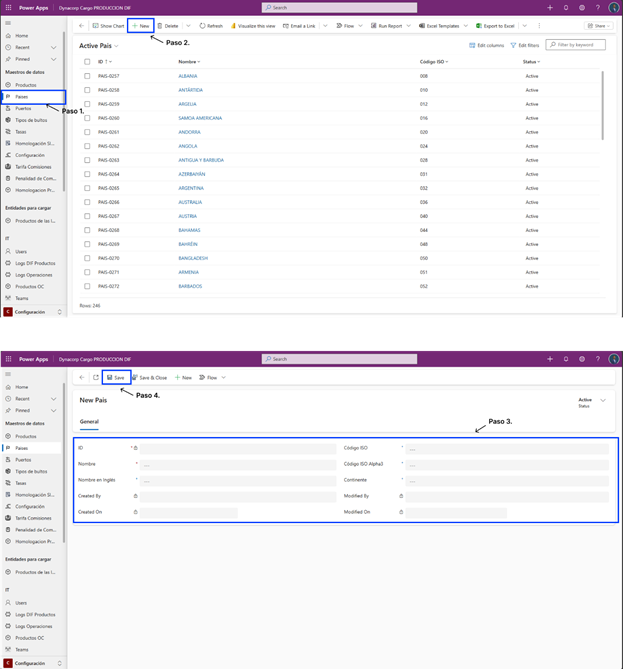 Power Apps Dynacorp Cargo PRODUCCION DIF Search
Show Chart New Delete Refresh Visualize this view Email a Link Flow Run Report Excel Templates Export to Excel Share
Home
Recent
Pinned
Maestros de datos
Productos
Paises
Puertos
Tipos de bultos
Tasas
Homologación SI...
Configuración
Tarifa Comisiones
Penalidad de Com...
Homologacion Pr...
Entidades para cargar
Productos de las i...
IT
Users
Logs DIF Productos
Logs Operaciones
Productos OC
Teams
C Configuración
Paso 1.
Paso 2.
Active Pais Edit columns Edit filters Filter by keyword
ID Nombre Código ISO Status
PAIS-0257 ALBANIA 008 Active
PAIS-0258 ANTÁRTIDA 010 Active
PAIS-0259 ARGELIA 012 Active
PAIS-0260 SAMOA AMERICANA 016 Active
PAIS-0261 ANDORRA 020 Active
PAIS-0262 ANGOLA 024 Active
PAIS-0263 ANTIGUA Y BARBUDA 028 Active
PAIS-0264 AZERBAIYÁN 031 Active
PAIS-0265 ARGENTINA 032 Active
PAIS-0266 AUSTRALIA 036 Active
PAIS-0267 AUSTRIA 040 Active
PAIS-0268 BAHAMAS 044 Active
PAIS-0269 BAHRÉIN 048 Active
PAIS-0270 BANGLADESH 050 Active
PAIS-0271 ARMENIA 051 Active
PAIS-0272 BARBADOS 052 Active
Rows: 246
Power Apps Dynacorp Cargo PRODUCCION DIF Search
Save Save & Close New Flow
Home
Recent
Pinned
Maestros de datos
Productos
Paises
Puertos
Tipos de bultos
Tasas
Homologación SI...
Configuración
Tarifa Comisiones
Penalidad de Com...
Homologacion Pr...
Entidades para cargar
Productos de las i...
IT
Users
Logs DIF Productos
Logs Operaciones
Productos OC
Teams
C Configuración
Paso 4.
New Pais Active
Status
General
Paso 3.
ID * Código ISO * ---
Nombre * --- Código ISO Alpha3 * ---
Nombre en Inglés * --- Continente * ---
Created By Modified By
Created On Modified On